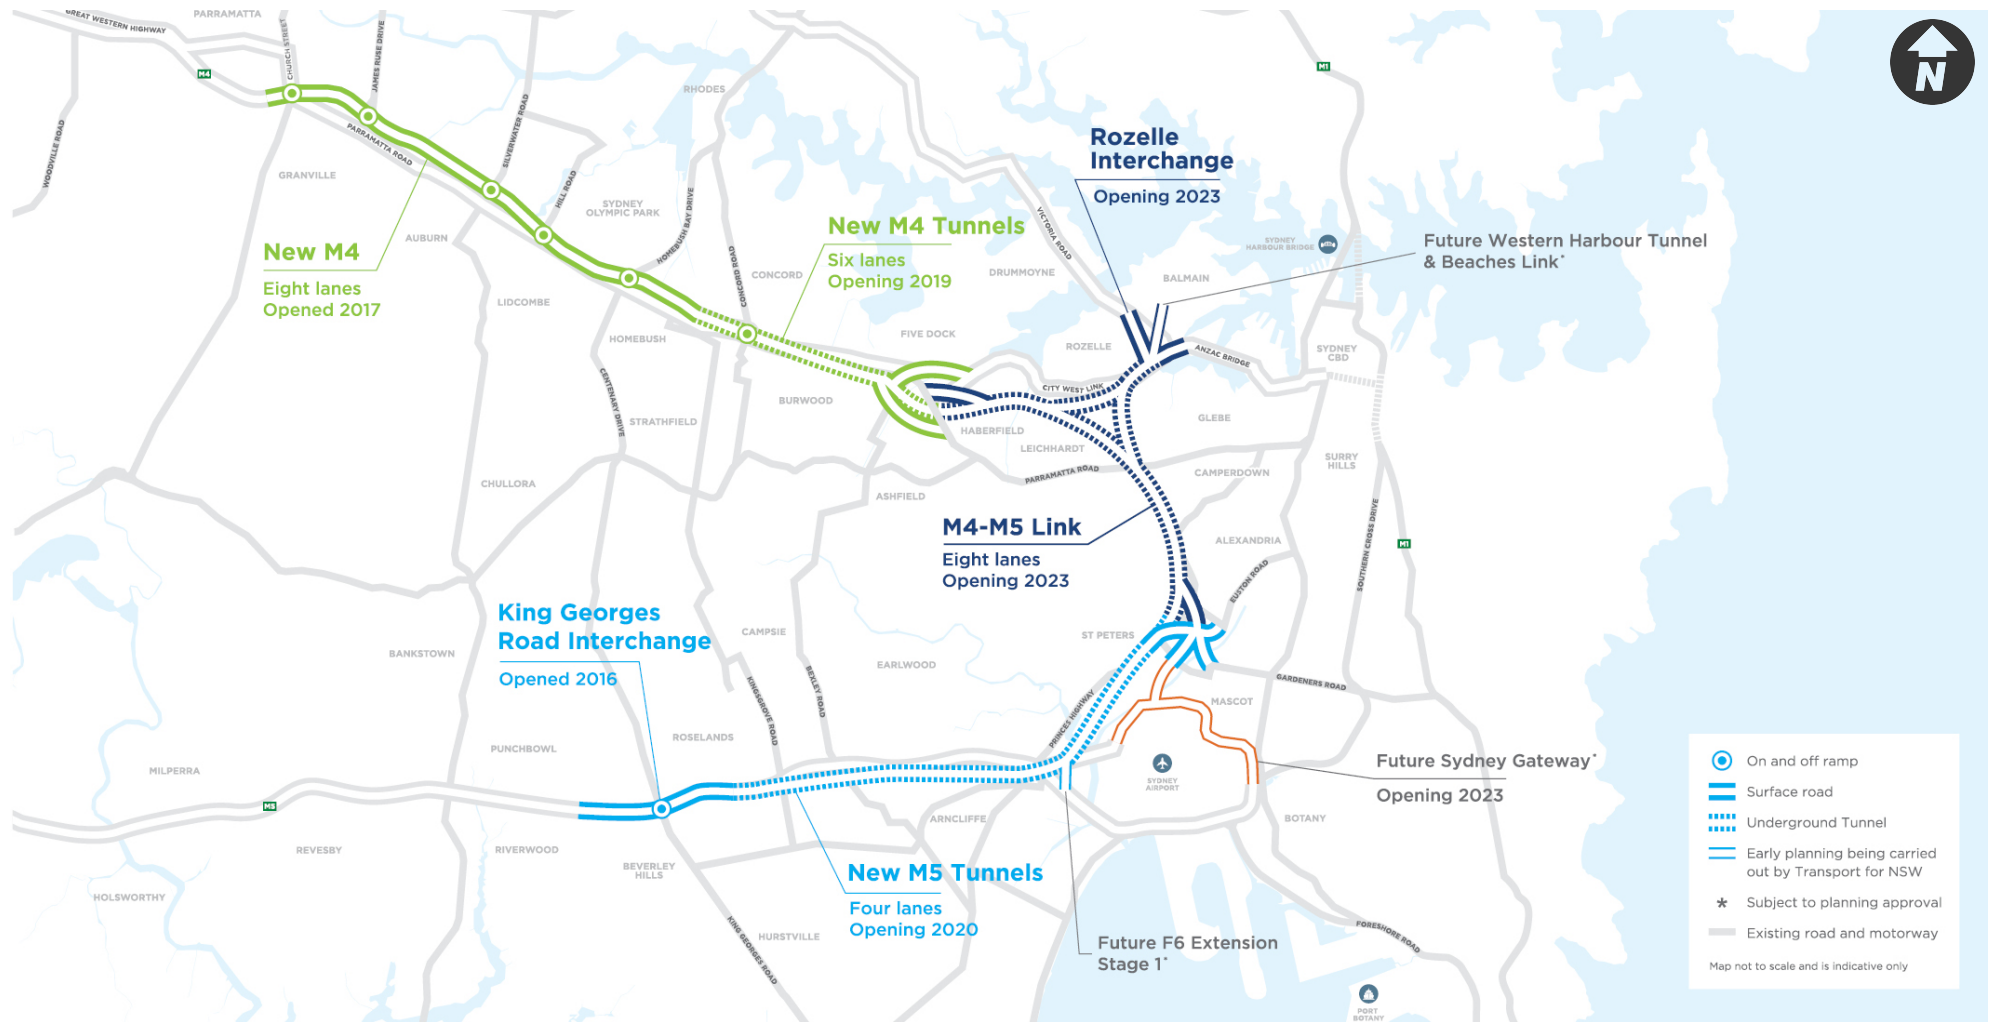 PARRAMATTA
GREAT WESTERN HIGHWAY
CHURCH STREET
JAMES RUSE DRIVE
M4
M1
N
RHODES
SILVERWATER ROAD
WOODVILLE ROAD
PARRAMATTA ROAD
Rozelle
Interchange
Opening 2023
GRANVILLE
HILL ROAD
SYDNEY
OLYMPIC PARK
HOMEBUSH BAY DRIVE
VICTORIA ROAD
New M4 Tunnels
Six lanes
Opening 2019
AUBURN
New M4
Eight lanes
Opened 2017
SYDNEY
HARBOUR BRIDGE
Future Western Harbour Tunnel
& Beaches Link*
CONCORD ROAD
CONCORD
DRUMMOYNE
BALMAIN
LIDCOMBE
HOMEBUSH
FIVE DOCK
ROZELLE
ANZAC BRIDGE
SYDNEY
CBD
CENTENARY DRIVE
CITY WEST LINK
BURWOOD
STRATHFIELD
HABERFIELD
GLEBE
LEICHHARDT
PARRAMATTA ROAD
CAMPERDOWN
SURRY
HILLS
CHULLORA
ASHFIELD
M4-M5 Link
Eight lanes
Opening 2023
ALEXANDRIA
SOUTHERN CROSS DRIVE
M1
EUSTON ROAD
King Georges
Road Interchange
Opened 2016
CAMPSIE
ST PETERS
BANKSTOWN
EARLWOOD
KINGSGROVE ROAD
BEXLEY ROAD
GARDENERS ROAD
PRINCES HIGHWAY
MASCOT
PUNCHBOWL
ROSELANDS
MILPERRA
Future Sydney Gateway*
Opening 2023
SYDNEY
AIRPORT
M5
ARNCLIFFE
BOTANY
REVESBY
RIVERWOOD
BEVERLEY
HILLS
New M5 Tunnels
Four lanes
Opening 2020
HOLSWORTHY
KING GEORGES ROAD
HURSTVILLE
Future F6 Extension
Stage 1*
FORESHORE ROAD
PORT
BOTANY
On and off ramp
Surface road
Underground Tunnel
Early planning being carried
out by Transport for NSW
* Subject to planning approval
Existing road and motorway
Map not to scale and is indicative only